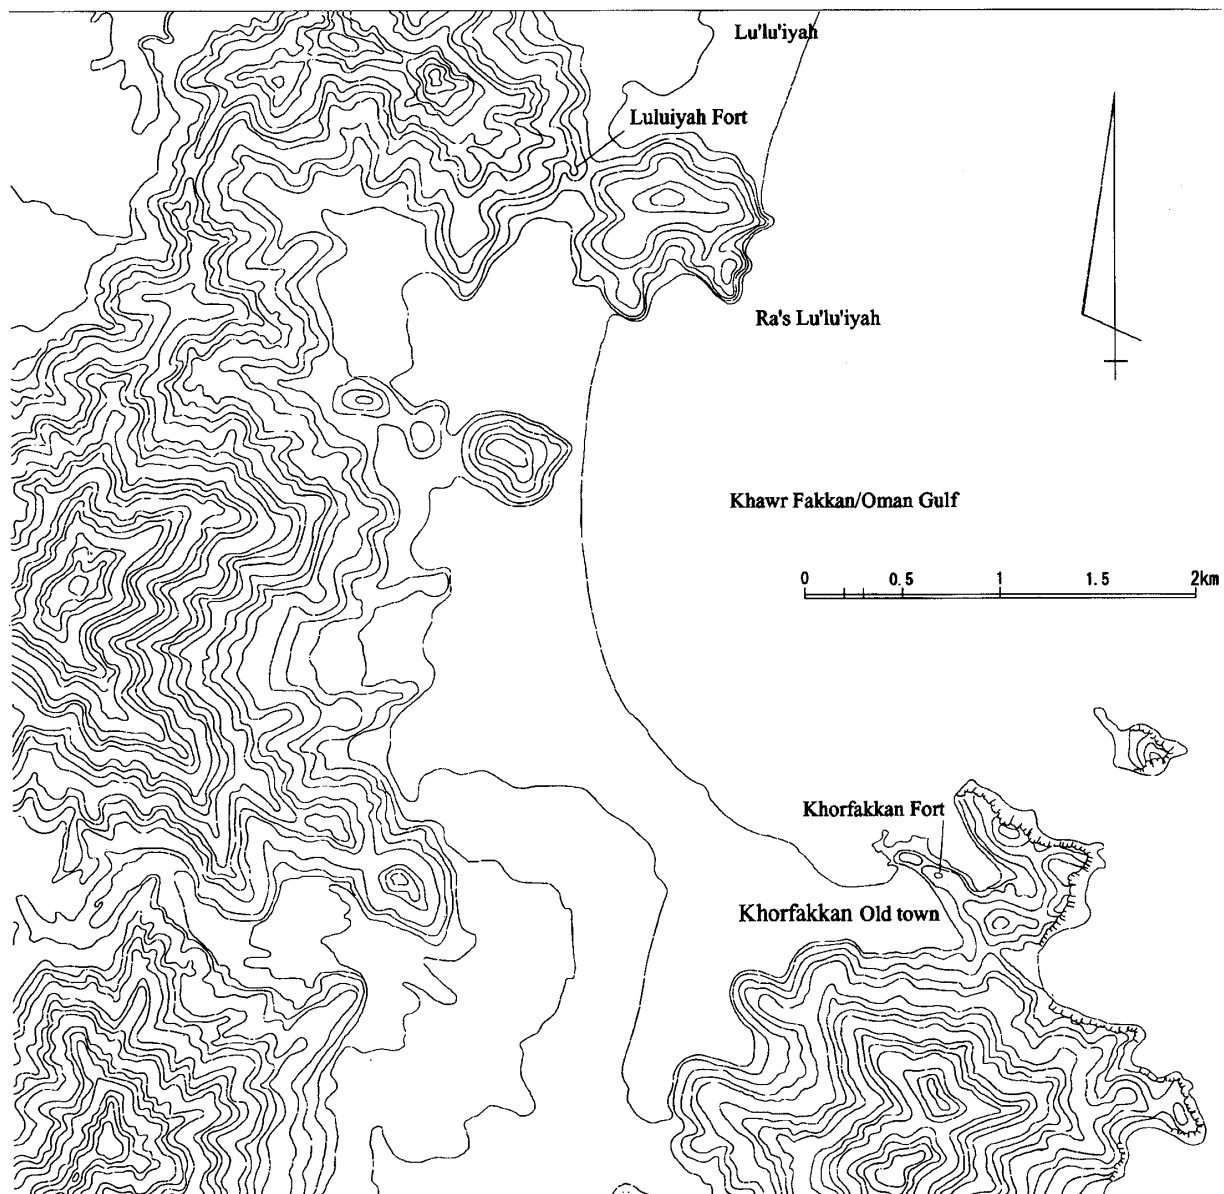 Lu'lu'iyah
Luluiyah Fort
Ra's Lu'lu'iyah
Khawr Fakkan/Oman Gulf
0 0.5 1 1.5 2km
Khorfakkan Fort
Khorfakkan Old town